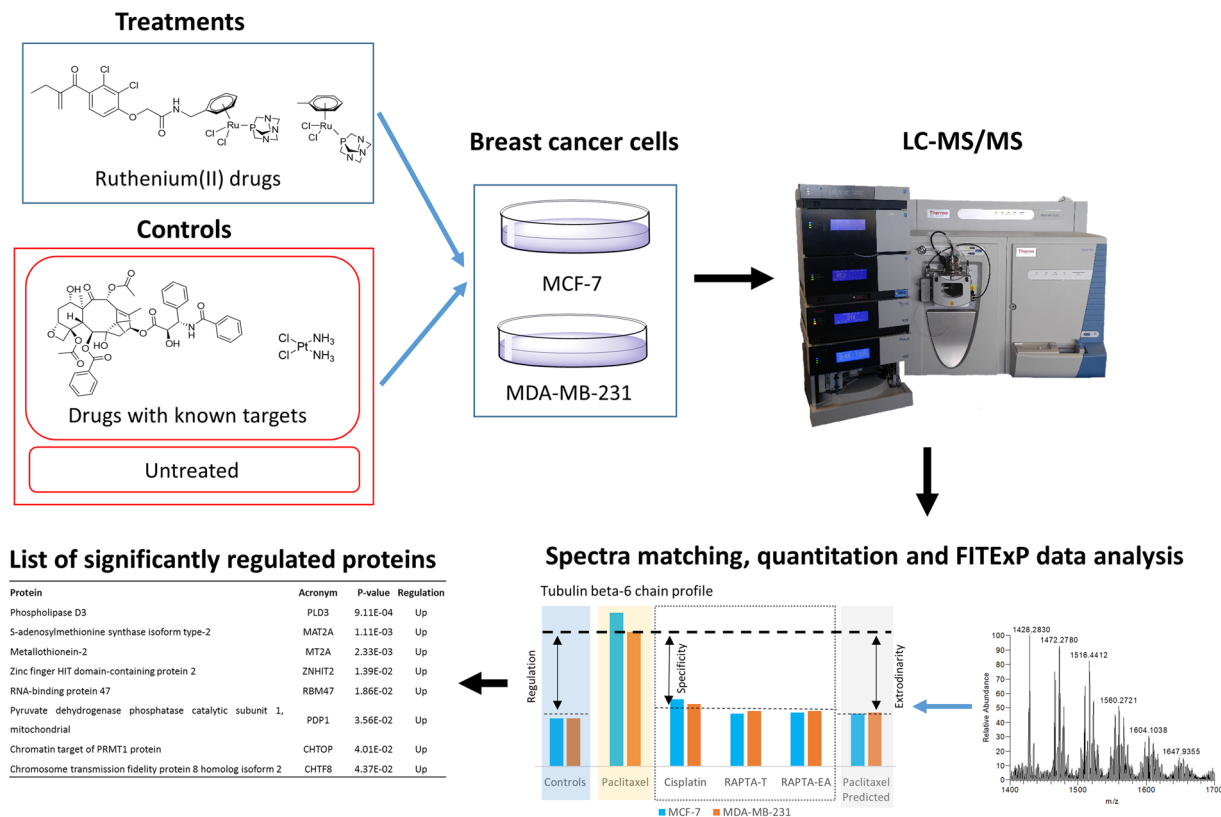 Treatments
Ruthenium(II) drugs
Controls
Drugs with known targets
Untreated
Breast cancer cells
MCF-7
MDA-MB-231
LC-MS/MS
Thermo
Thermo
List of significantly regulated proteins
Protein Acronym P-value Regulation
Phospholipase D3 PLD3 9.11E-04 Up
S-adenosylmethionine synthase isoform type-2 MAT2A 1.11E-03 Up
Metallothionein-2 MT2A 2.33E-03 Up
Zinc finger HIT domain-containing protein 2 ZNHIT2 1.39E-02 Up
RNA-binding protein 47 RBM47 1.86E-02 Up
Pyruvate dehydrogenase phosphatase catalytic subunit 1,
mitochondrial PDP1 3.56E-02 Up
Chromatin target of PRMT1 protein CHTOP 4.01E-02 Up
Chromosome transmission fidelity protein 8 homolog isoform 2 CHTF8 4.37E-02 Up
Spectra matching, quantitation and FITExP data analysis
Tubulin beta-6 chain profile
Regulation
Specificity
Extrodinarity
Controls Paclitaxel Cisplatin RAPTA-T RAPTA-EA Paclitaxel
Predicted
MCF-7 MDA-MB-231
1428.2830
1472.2780
1516.4412
1560.2721
1604.1038
1647.9355
Relative Abundance
100
90
80
70
60
50
40
30
20
10
0
1400 1500 1600 1700
m/z